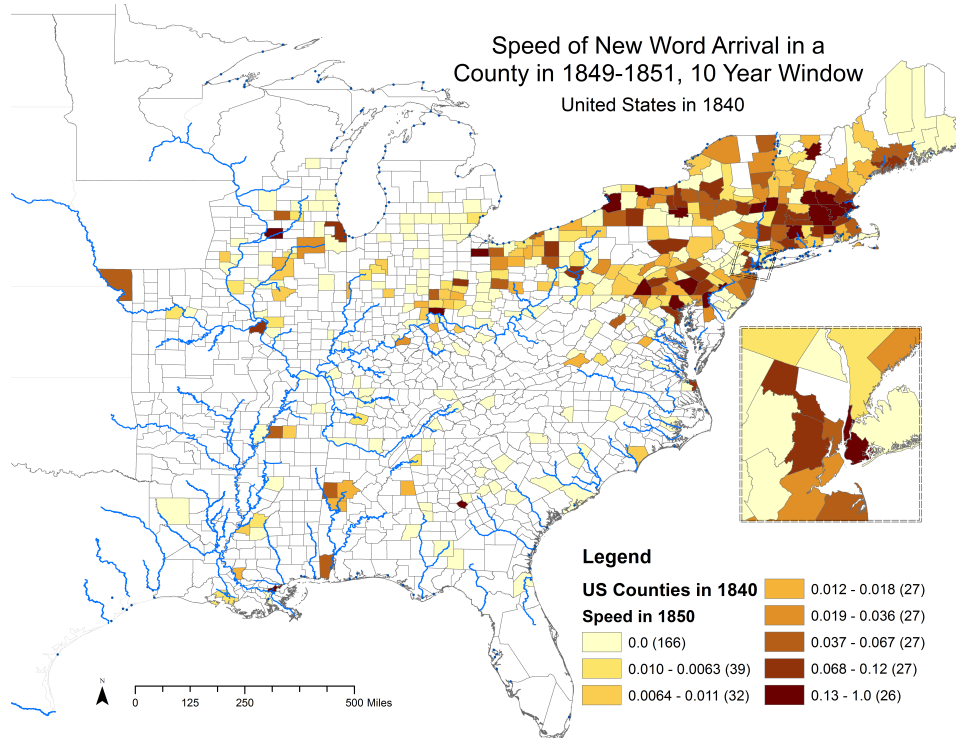 Speed of New Word Arrival in a
County in 1849-1851, 10 Year Window
United States in 1840
Legend
US Counties in 1840
Speed in 1850
0.0 (166)
0.010 - 0.0063 (39)
0.0064 - 0.011 (32)
0.012 - 0.018 (27)
0.019 - 0.036 (27)
0.037 - 0.067 (27)
0.068 - 0.12 (27)
0.13 - 1.0 (26)
N
0 125 250 500 Miles